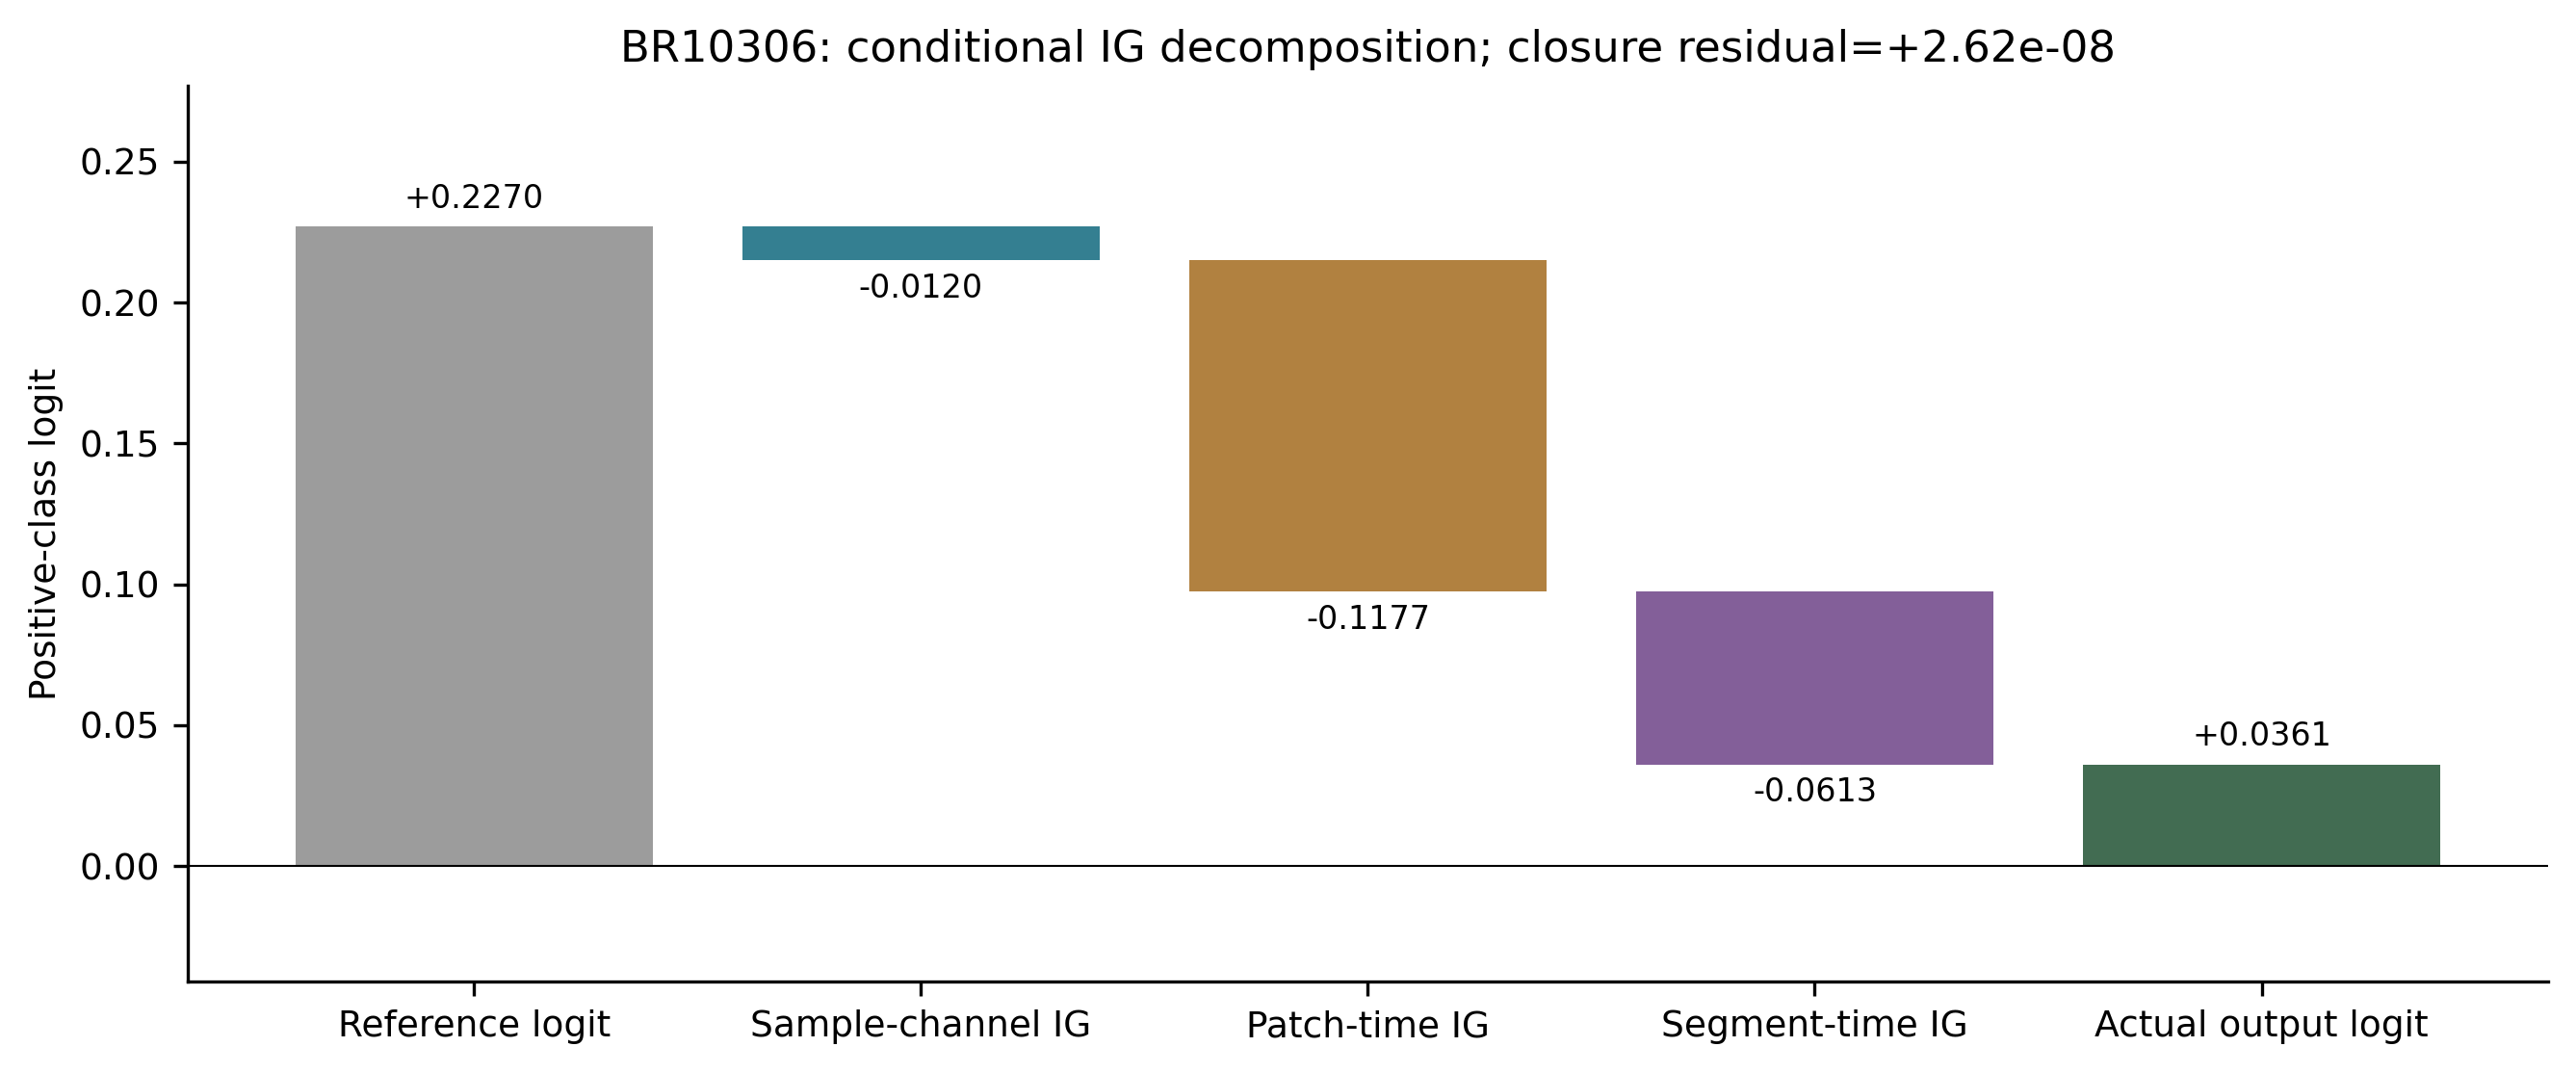 BR10306: conditional IG decomposition; closure residual=+2.62e-08
Positive-class logit
0.25
0.20
0.15
0.10
0.05
0.00
+0.2270
-0.0120
-0.1177
-0.0613
+0.0361
Reference logit
Sample-channel IG
Patch-time IG
Segment-time IG
Actual output logit